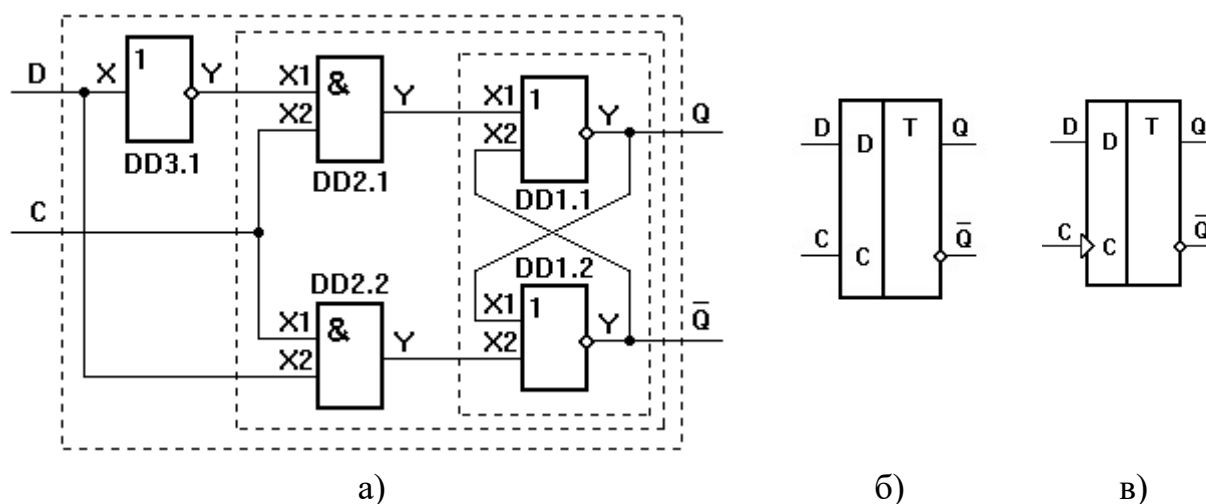 D X 1 Y X1 & Y X1 1 Y Q
X2 X2
DD3.1 DD2.1 DD1.1
C
DD2.2 DD1.2
X1 & Y X1 1 Y Q̅
X2 X2
D D T Q
C C Q̅
D D T Q
C C Q̅
а) б) в)